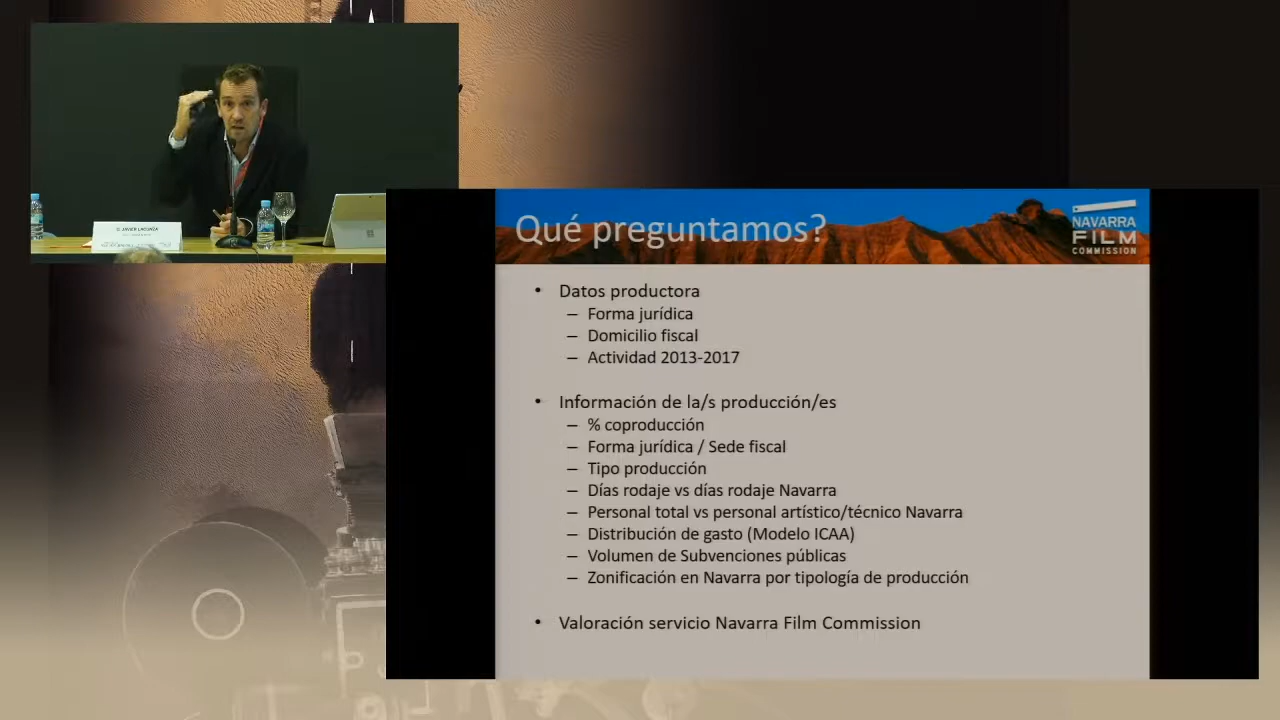 D. JAVIER LACUNZA
Qué preguntamos?
NAVARRA
FILM
COMMISSION
• Datos productora
– Forma jurídica
– Domicilio fiscal
– Actividad 2013-2017
• Información de la/s producción/es
– % coproducción
– Forma jurídica / Sede fiscal
– Tipo producción
– Días rodaje vs días rodaje Navarra
– Personal total vs personal artístico/técnico Navarra
– Distribución de gasto (Modelo ICAA)
– Volumen de Subvenciones públicas
– Zonificación en Navarra por tipología de producción
• Valoración servicio Navarra Film Commission